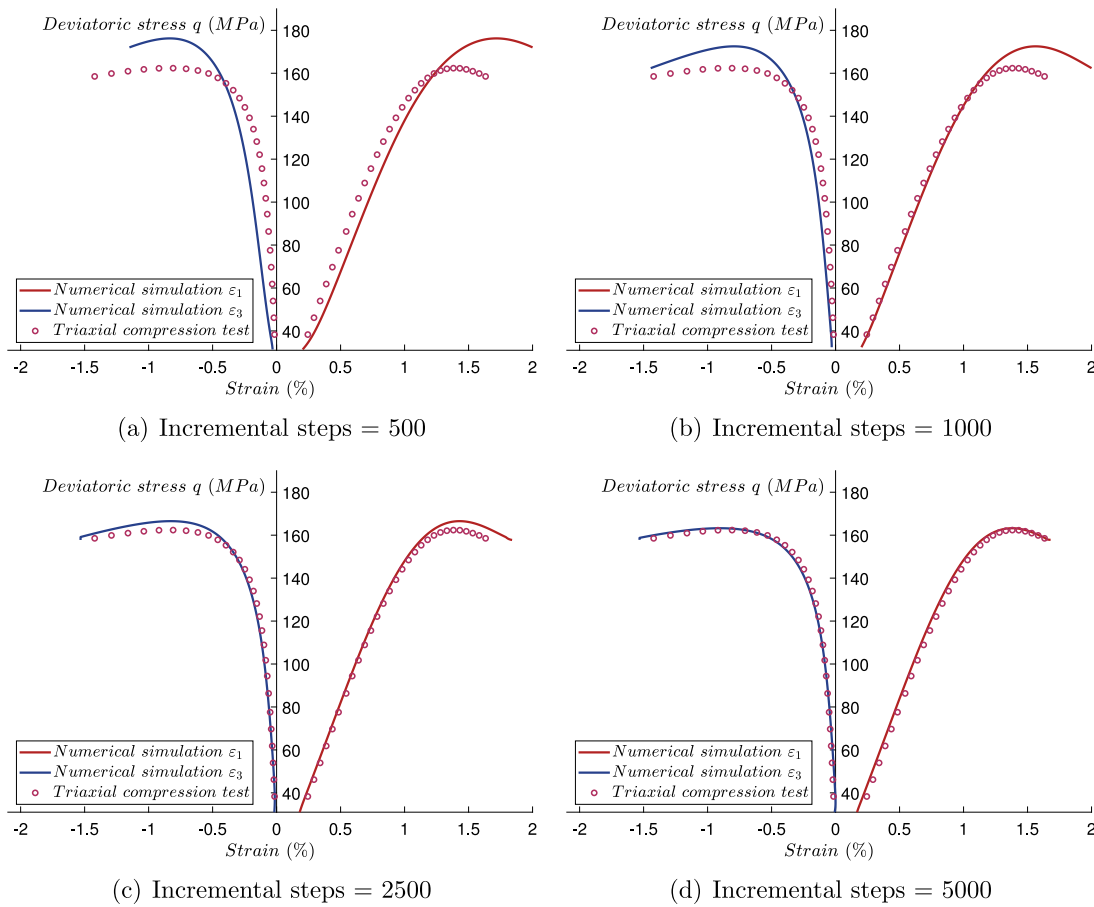 Deviatoric stress q (MPa)
180
160
140
120
100
80
60
40
Numerical simulation ε₁
Numerical simulation ε₃
Triaxial compression test
-2 -1.5 -1 -0.5 0 0.5 1 1.5 2
Strain (%)
(a) Incremental steps = 500
Deviatoric stress q (MPa)
180
160
140
120
100
80
60
40
Numerical simulation ε₁
Numerical simulation ε₃
Triaxial compression test
-2 -1.5 -1 -0.5 0 0.5 1 1.5 2
Strain (%)
(b) Incremental steps = 1000
Deviatoric stress q (MPa)
180
160
140
120
100
80
60
40
Numerical simulation ε₁
Numerical simulation ε₃
Triaxial compression test
-2 -1.5 -1 -0.5 0 0.5 1 1.5 2
Strain (%)
(c) Incremental steps = 2500
Deviatoric stress q (MPa)
180
160
140
120
100
80
60
40
Numerical simulation ε₁
Numerical simulation ε₃
Triaxial compression test
-2 -1.5 -1 -0.5 0 0.5 1 1.5 2
Strain (%)
(d) Incremental steps = 5000